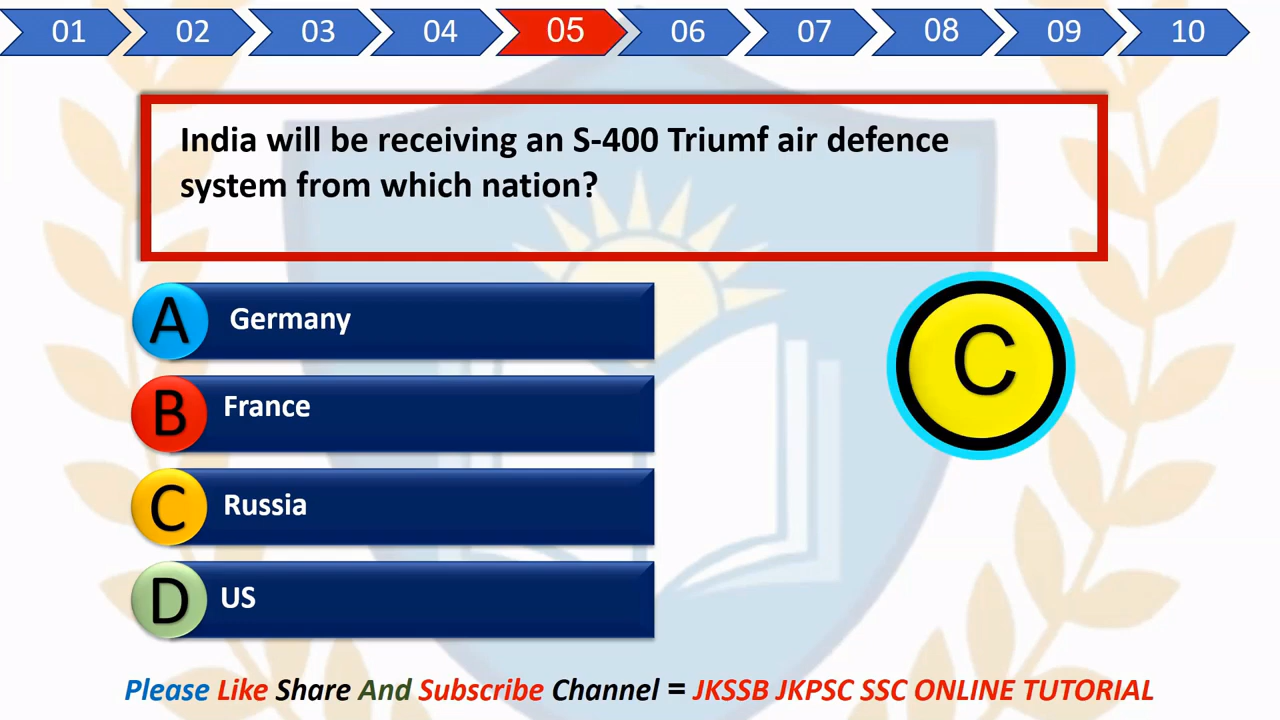 01 02 03 04 05 06 07 08 09 10
India will be receiving an S-400 Triumf air defence
system from which nation?
A Germany
B France
C Russia
D US
C
Please Like Share And Subscribe Channel = JKSSB JKPSC SSC ONLINE TUTORIAL